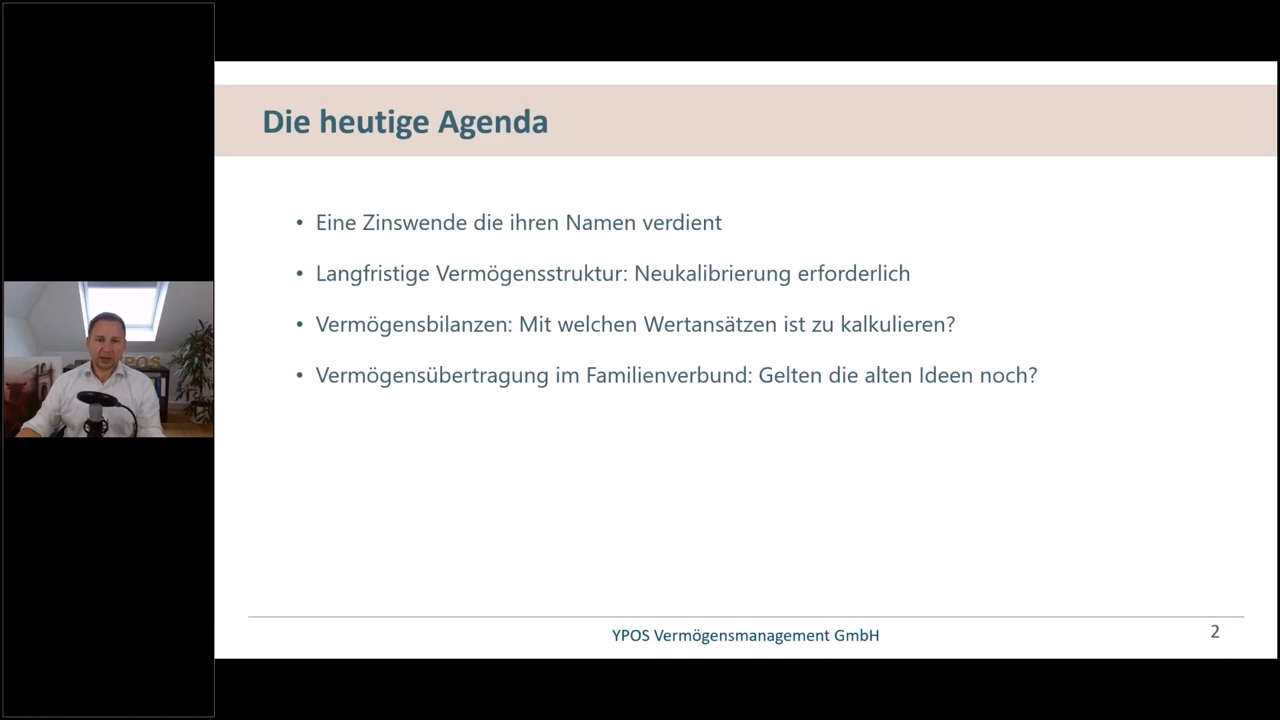 Die heutige Agenda
• Eine Zinswende die ihren Namen verdient
• Langfristige Vermögensstruktur: Neukalibrierung erforderlich
• Vermögensbilanzen: Mit welchen Wertansätzen ist zu kalkulieren?
• Vermögensübertragung im Familienverbund: Gelten die alten Ideen noch?
YPOS
YPOS Vermögensmanagement GmbH
2